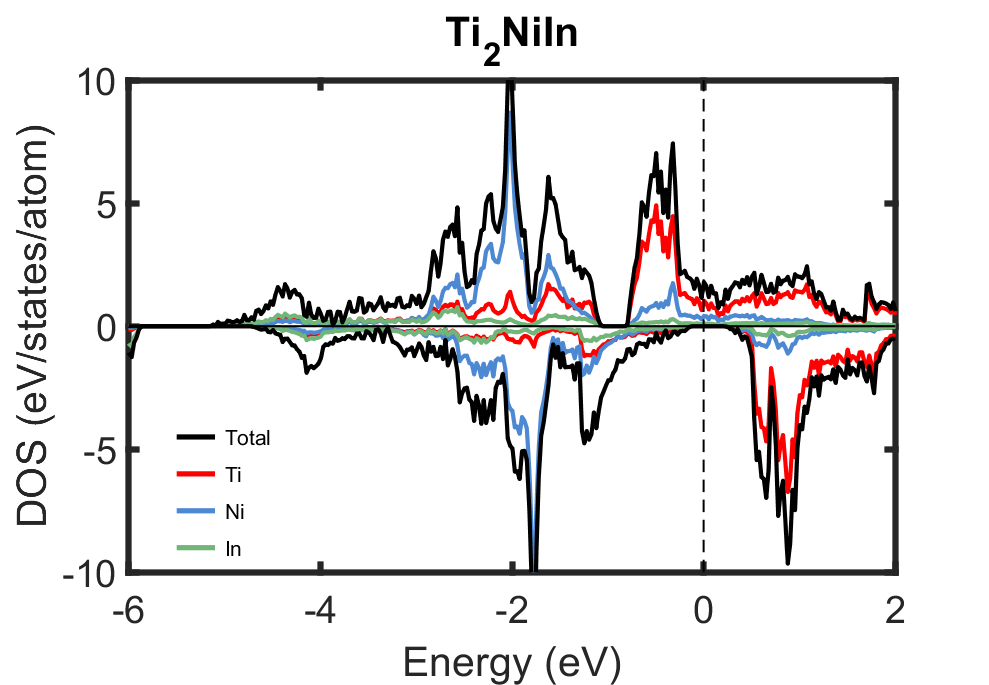 Ti2NiIn
10
5
0
-5
-10
DOS (eV/states/atom)
Total
Ti
Ni
In
-6
-4
-2
0
2
Energy (eV)